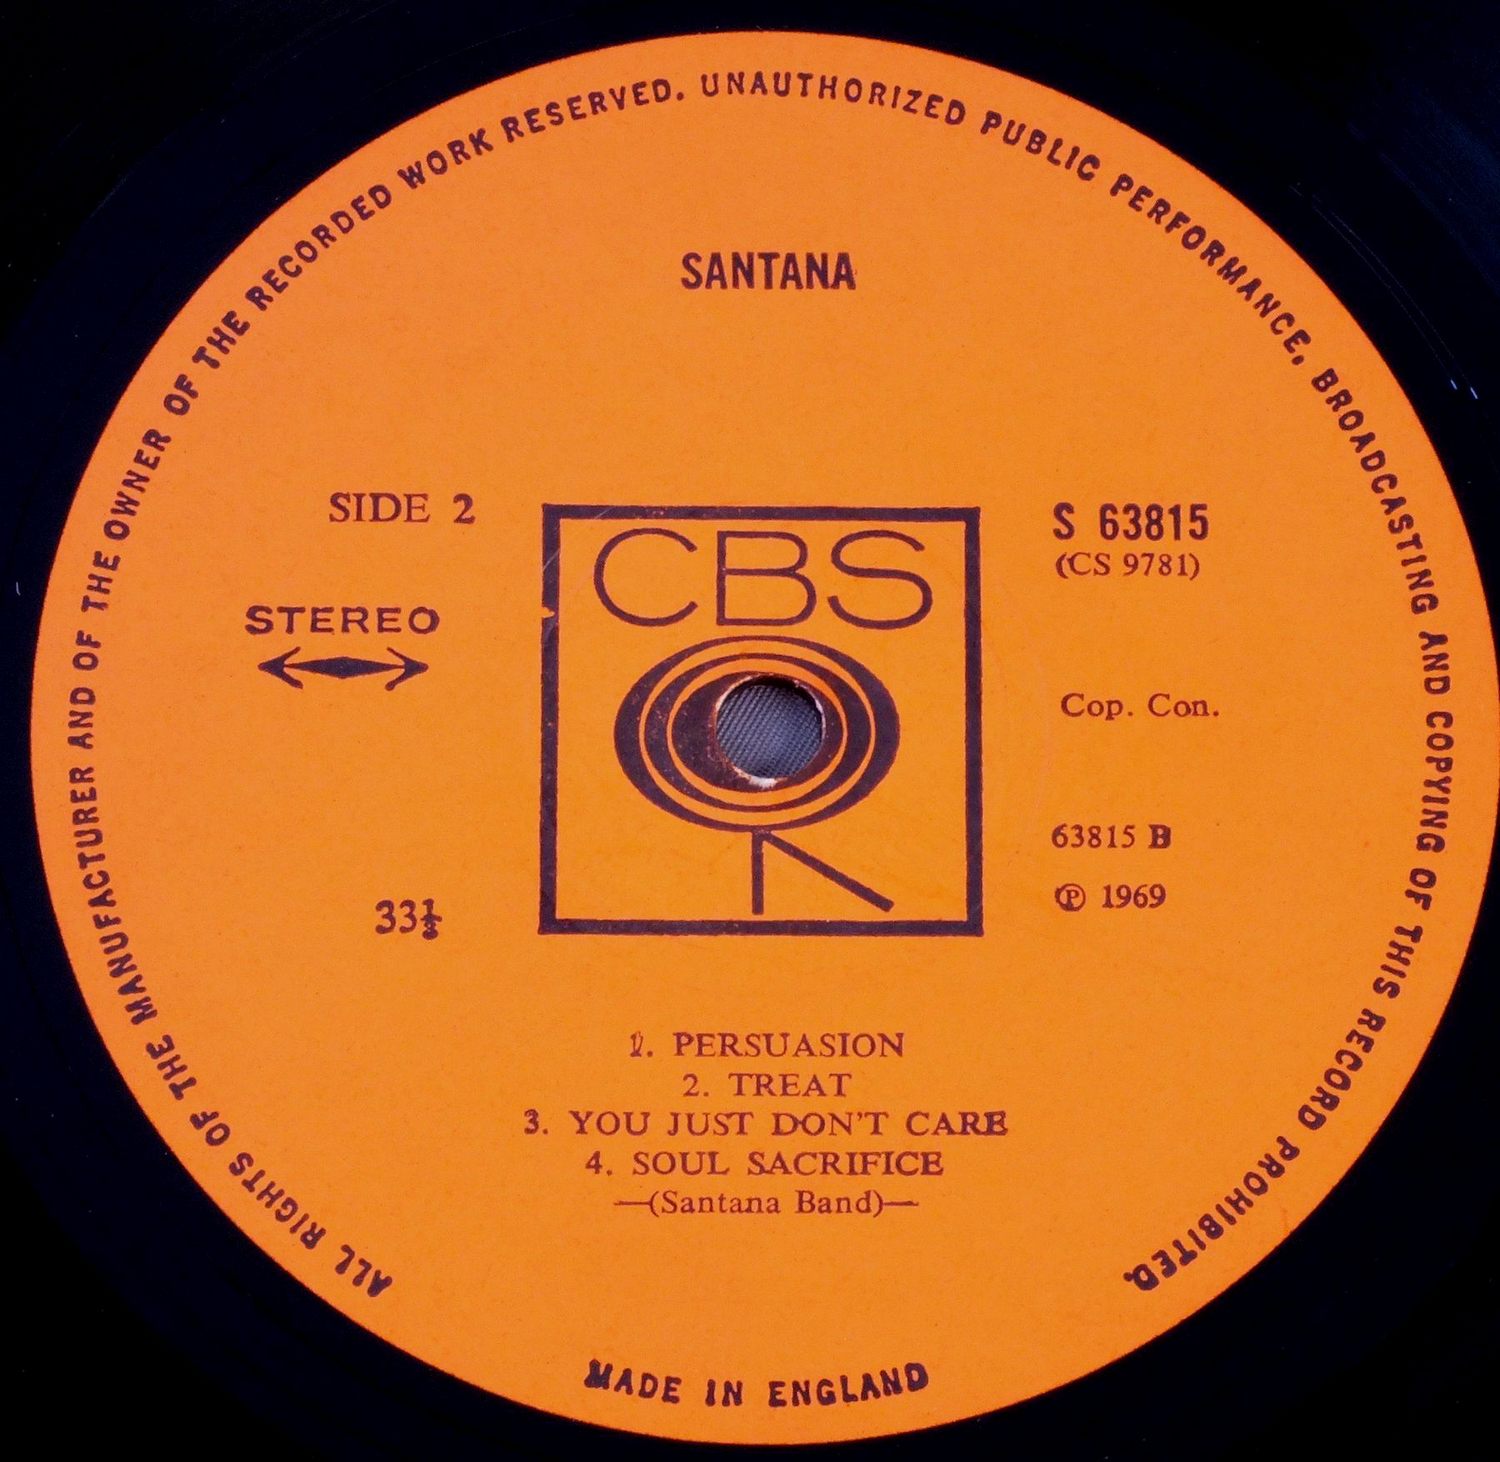 ALL RIGHTS OF THE MANUFACTURER AND OF THE OWNER OF THE RECORDED WORK RESERVED. UNAUTHORIZED PUBLIC PERFORMANCE, BROADCASTING AND COPYING OF THIS RECORD PROHIBITED.
SANTANA
SIDE 2
STEREO
33⅓
CBS
S 63815
(CS 9781)
Cop. Con.
63815 B
℗ 1969
1. PERSUASION
2. TREAT
3. YOU JUST DON'T CARE
4. SOUL SACRIFICE
—(Santana Band)—
MADE IN ENGLAND